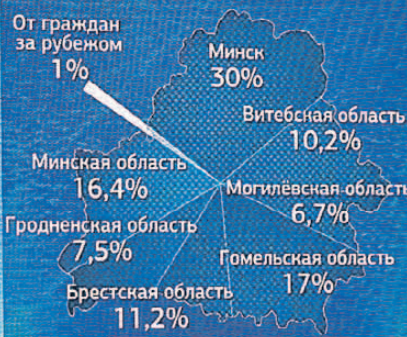 От граждан
за рубежом
1%
Минск
30%
Витебская область
10,2%
Минская область
16,4%
Могилёвская область
6,7%
Гродненская область
7,5%
Гомельская область
17%
Брестская область
11,2%